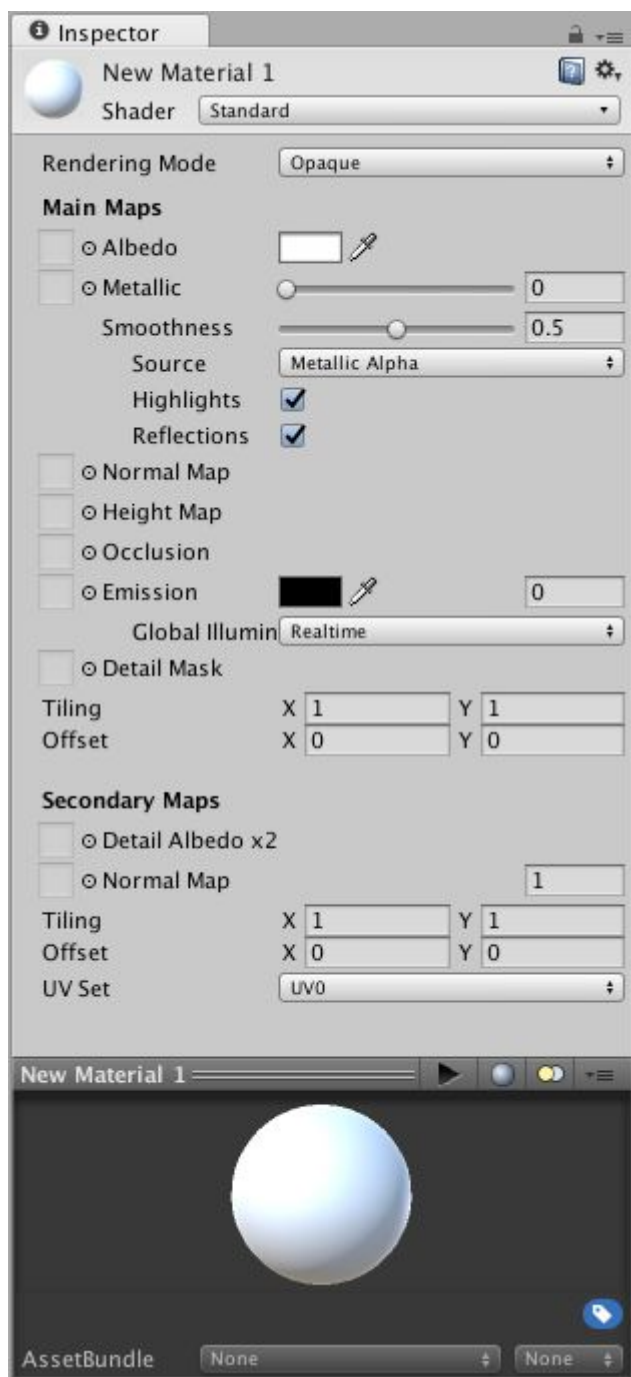 Inspector
New Material 1
Shader Standard
Rendering Mode Opaque
Main Maps
Albedo
Metallic 0
Smoothness 0.5
Source Metallic Alpha
Highlights
Reflections
Normal Map
Height Map
Occlusion
Emission 0
Global Illumin Realtime
Detail Mask
Tiling X 1 Y 1
Offset X 0 Y 0
Secondary Maps
Detail Albedo x2
Normal Map 1
Tiling X 1 Y 1
Offset X 0 Y 0
UV Set UV0
New Material 1
AssetBundle None None